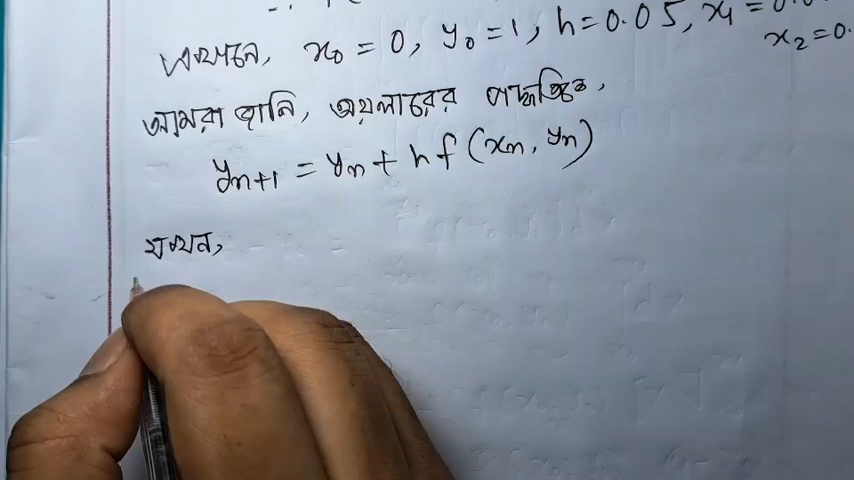 এখানে, x₀ = 0, y₀ = 1, h = 0.05, x₁ = 0.0
x₂ = 0.
আমরা জানি, অয়লারের পদ্ধতিতে,
yₙ₊₁ = yₙ + h f (xₙ, yₙ)
যখন,